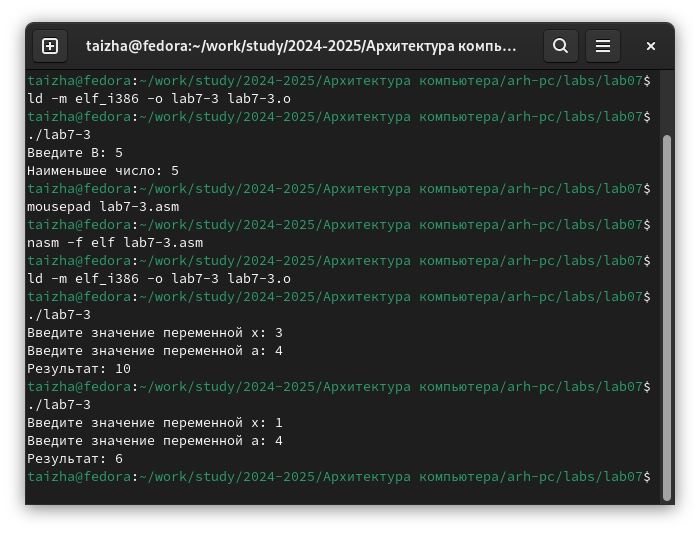 taizha@fedora:~/work/study/2024-2025/Архитектура компь...
taizha@fedora:~/work/study/2024-2025/Архитектура компьютера/arh-pc/labs/lab07$
ld -m elf_i386 -o lab7-3 lab7-3.o
taizha@fedora:~/work/study/2024-2025/Архитектура компьютера/arh-pc/labs/lab07$
./lab7-3
Введите B: 5
Наименьшее число: 5
taizha@fedora:~/work/study/2024-2025/Архитектура компьютера/arh-pc/labs/lab07$
mousepad lab7-3.asm
taizha@fedora:~/work/study/2024-2025/Архитектура компьютера/arh-pc/labs/lab07$
nasm -f elf lab7-3.asm
taizha@fedora:~/work/study/2024-2025/Архитектура компьютера/arh-pc/labs/lab07$
ld -m elf_i386 -o lab7-3 lab7-3.o
taizha@fedora:~/work/study/2024-2025/Архитектура компьютера/arh-pc/labs/lab07$
./lab7-3
Введите значение переменной x: 3
Введите значение переменной a: 4
Результат: 10
taizha@fedora:~/work/study/2024-2025/Архитектура компьютера/arh-pc/labs/lab07$
./lab7-3
Введите значение переменной x: 1
Введите значение переменной a: 4
Результат: 6
taizha@fedora:~/work/study/2024-2025/Архитектура компьютера/arh-pc/labs/lab07$